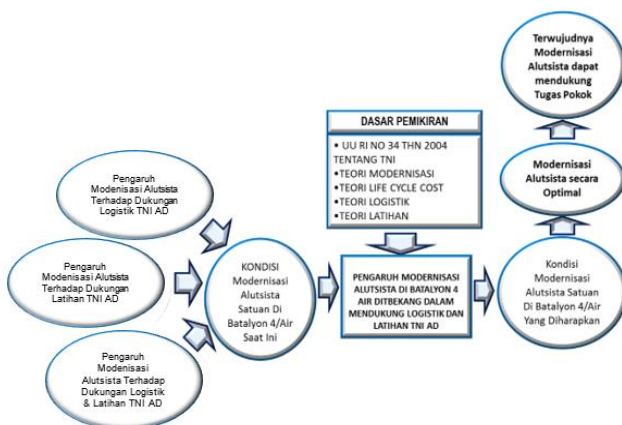 Pengaruh
Modenisasi Alutsista
Terhadap Dukungan
Logistik TNI AD
Pengaruh
Modernisasi Alutsista
Terhadap Dukungan
Latihan TNI AD
Pengaruh
Modernisasi
Alutsista Terhadap
Dukungan Logistik
& Latihan TNI AD
KONDISI
Modernisasi
Alutsista
Satuan Di
Batalyon 4/Air
Saat Ini
DASAR PEMIKIRAN
• UU RI NO 34 THN 2004
TENTANG TNI
• TEORI MODERNISASI
• TEORI LIFE CYCLE COST
• TEORI LOGISTIK
• TEORI LATIHAN
PENGARUH MODERNISASI
ALUTSISTA DI BATALYON 4
AIR DITBEKANG DALAM
MENDUKUNG LOGISTIK DAN
LATIHAN TNI AD
Kondisi
Modernisasi
Alutsista Satuan
Di Batalyon 4/Air
Yang Diharapkan
Modernisasi
Alutsista secara
Optimal
Terwujudnya
Modernisasi
Alutsista dapat
mendukung
Tugas Pokok